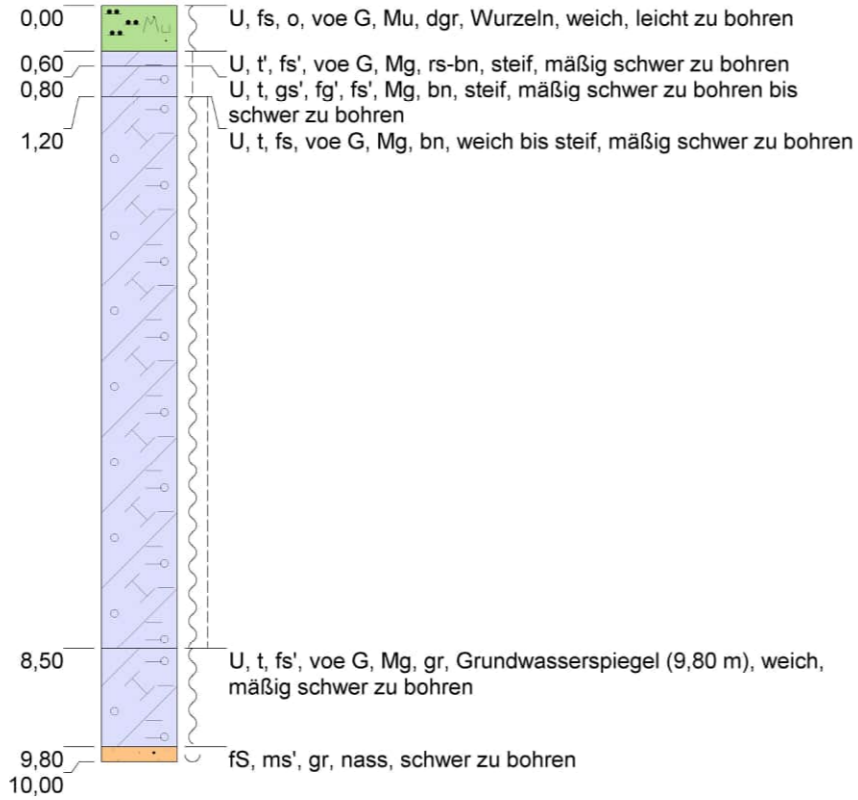 0,00
U, fs, o, voe G, Mu, dgr, Wurzeln, weich, leicht zu bohren
Mu
0,60
U, t', fs', voe G, Mg, rs-bn, steif, mäßig schwer zu bohren
0,80
U, t, gs', fg', fs', Mg, bn, steif, mäßig schwer zu bohren bis
schwer zu bohren
1,20
U, t, fs, voe G, Mg, bn, weich bis steif, mäßig schwer zu bohren
8,50
U, t, fs', voe G, Mg, gr, Grundwasserspiegel (9,80 m), weich,
mäßig schwer zu bohren
9,80
fS, ms', gr, nass, schwer zu bohren
10,00